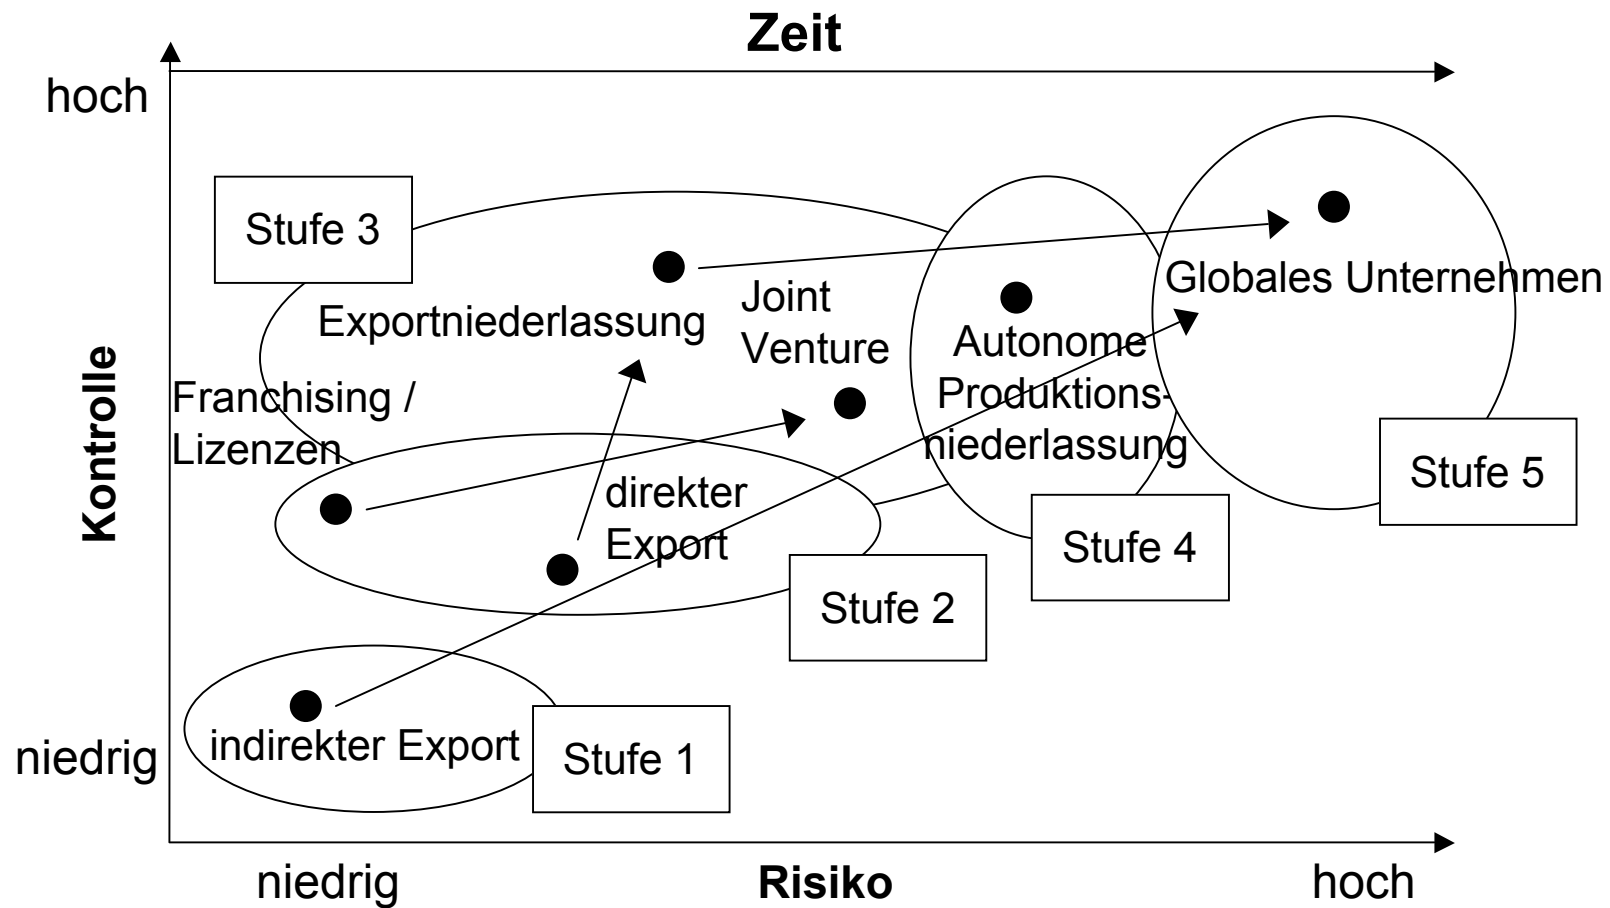 Zeit
hoch
Stufe 3
Globales Unternehmen
Joint
Venture
Exportniederlassung
Autonome
Produktions-
niederlassung
Kontrolle
Franchising /
Lizenzen
Stufe 5
direkter
Export
Stufe 4
Stufe 2
indirekter Export
Stufe 1
niedrig
niedrig
Risiko
hoch